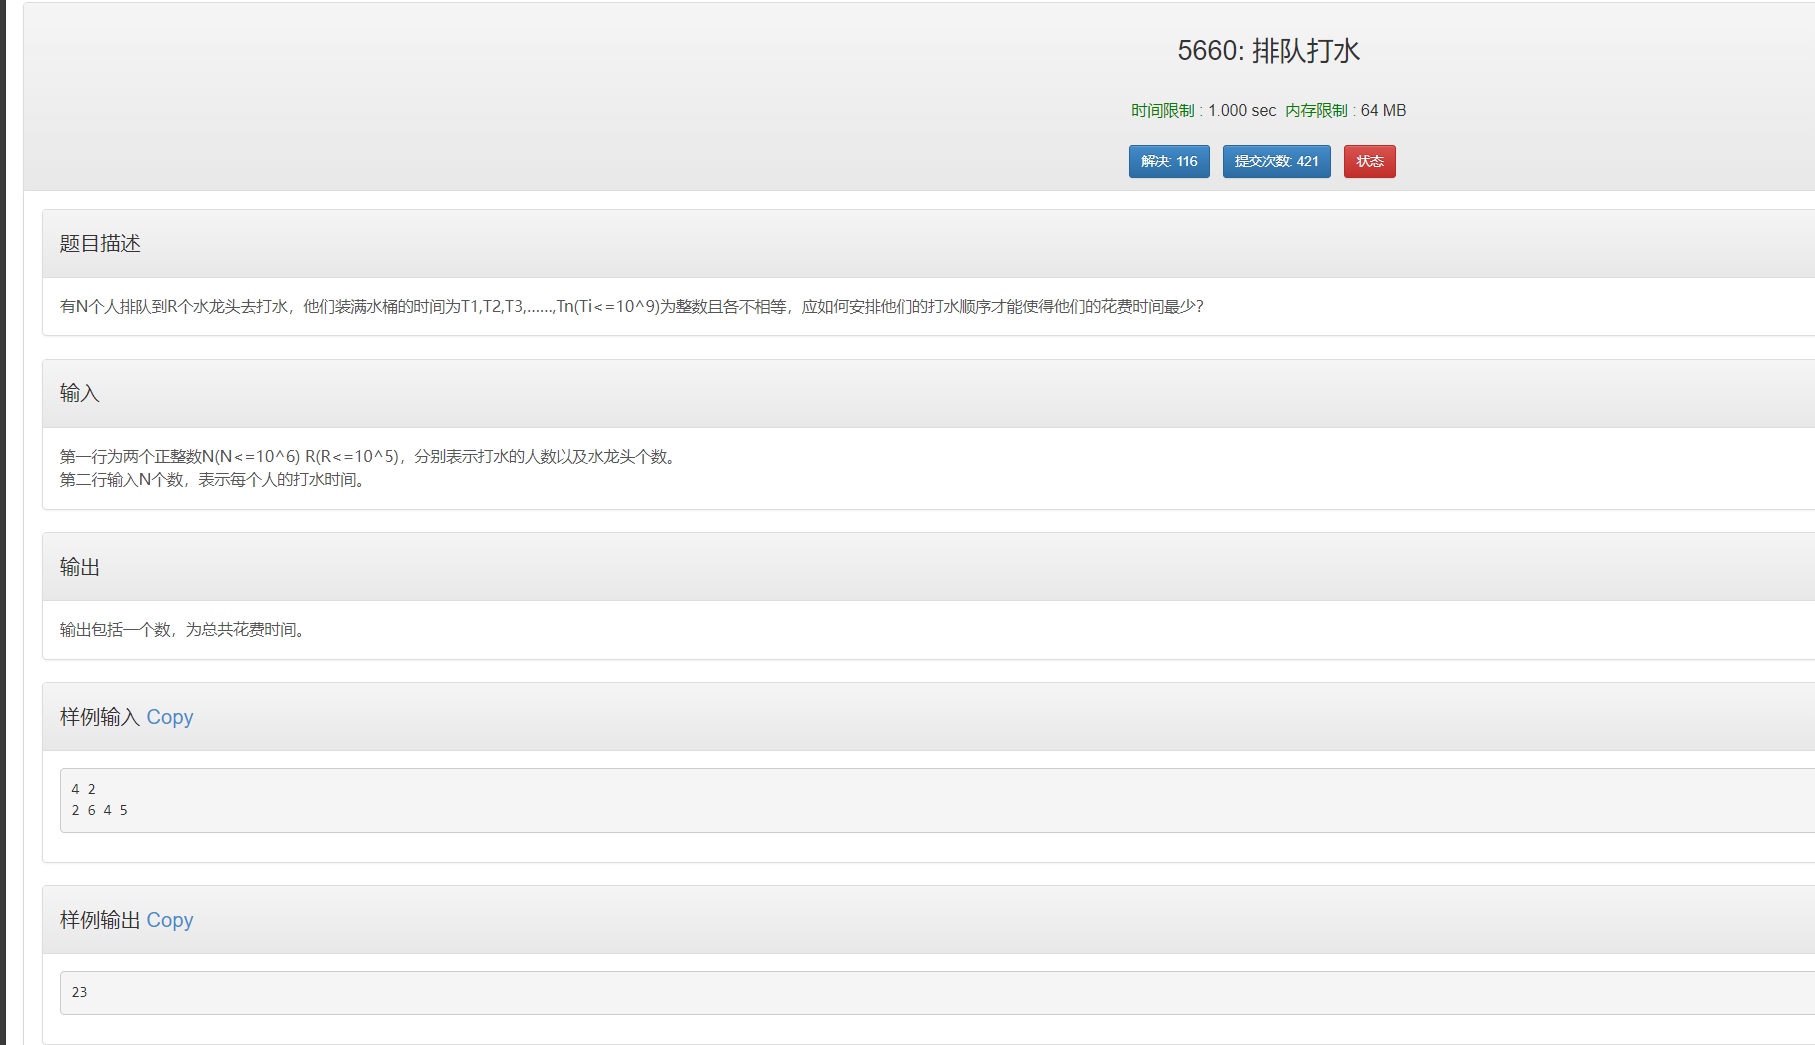 5660: 排队打水
时间限制 : 1.000 sec 内存限制 : 64 MB
解决: 116 提交次数: 421 状态
题目描述
有N个人排队到R个水龙头去打水，他们装满水桶的时间为T1,T2,T3,......,Tn(Ti<=10^9)为整数且各不相等，应如何安排他们的打水顺序才能使得他们的花费时间最少？
输入
第一行为两个正整数N(N<=10^6) R(R<=10^5)，分别表示打水的人数以及水龙头个数。
第二行输入N个数，表示每个人的打水时间。
输出
输出包括一个数，为总共花费时间。
样例输入 Copy
4 2
2 6 4 5
样例输出 Copy
23